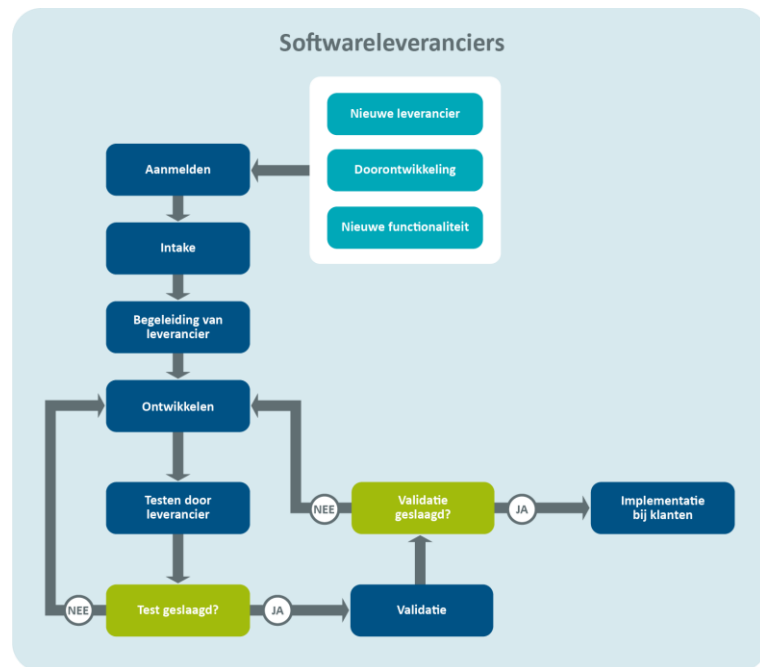 Softwareleveranciers
Nieuwe leverancier
Doorontwikkeling
Nieuwe functionaliteit
Aanmelden
Intake
Begeleiding van
leverancier
Ontwikkelen
Testen door
leverancier
Test geslaagd?
NEE
JA
Validatie
Validatie
geslaagd?
NEE
JA
Implementatie
bij klanten